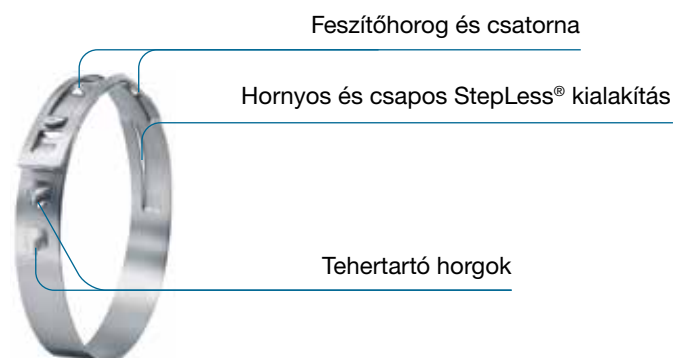 Feszítőhorog és csatorna
Hornyos és csapos StepLess® kialakítás
Tehertartó horgok